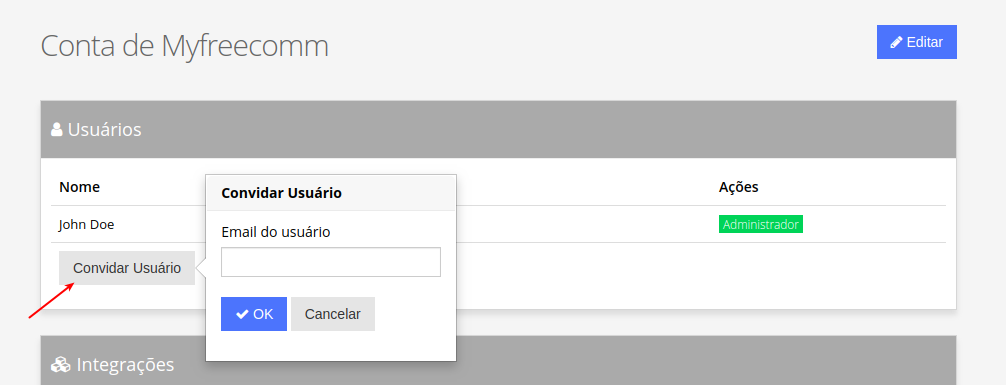 Conta de Myfreecomm
Editar
Usuários
Nome
Ações
John Doe
Administrador
Convidar Usuário
Convidar Usuário
Email do usuário
OK
Cancelar
Integrações